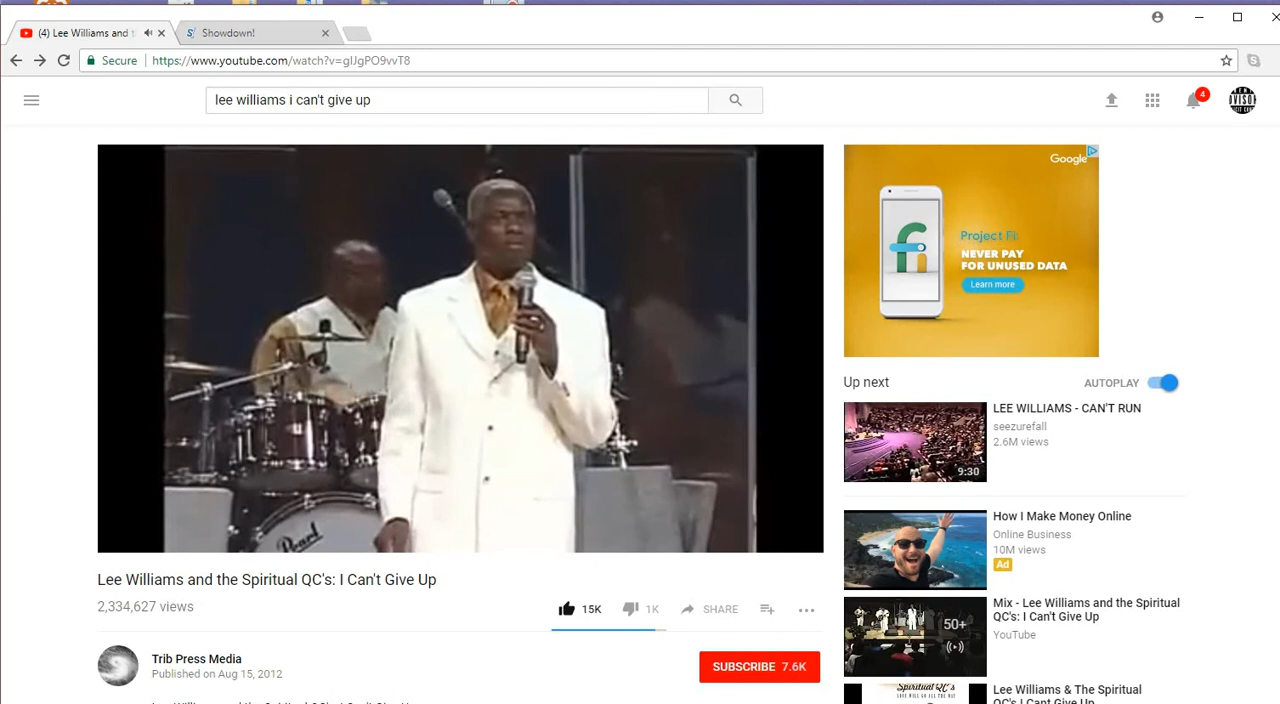 (4) Lee Williams and t
Showdown!
Secure
https://www.youtube.com/watch?v=gIJgPO9vvT8
lee williams i can't give up
4
Google
fi
Project Fi:
NEVER PAY
FOR UNUSED DATA
Learn more
Pearl
Up next
AUTOPLAY
LEE WILLIAMS - CAN'T RUN
seezurefall
2.6M views
9:30
How I Make Money Online
Online Business
10M views
Ad
Lee Williams and the Spiritual QC's: I Can't Give Up
2,334,627 views
15K
1K
SHARE
Mix - Lee Williams and the Spiritual
QC's: I Can't Give Up
YouTube
50+
Trib Press Media
Published on Aug 15, 2012
SUBSCRIBE 7.6K
Spiritual QC's
Lee Williams & The Spiritual
QC's I Cant Give Up